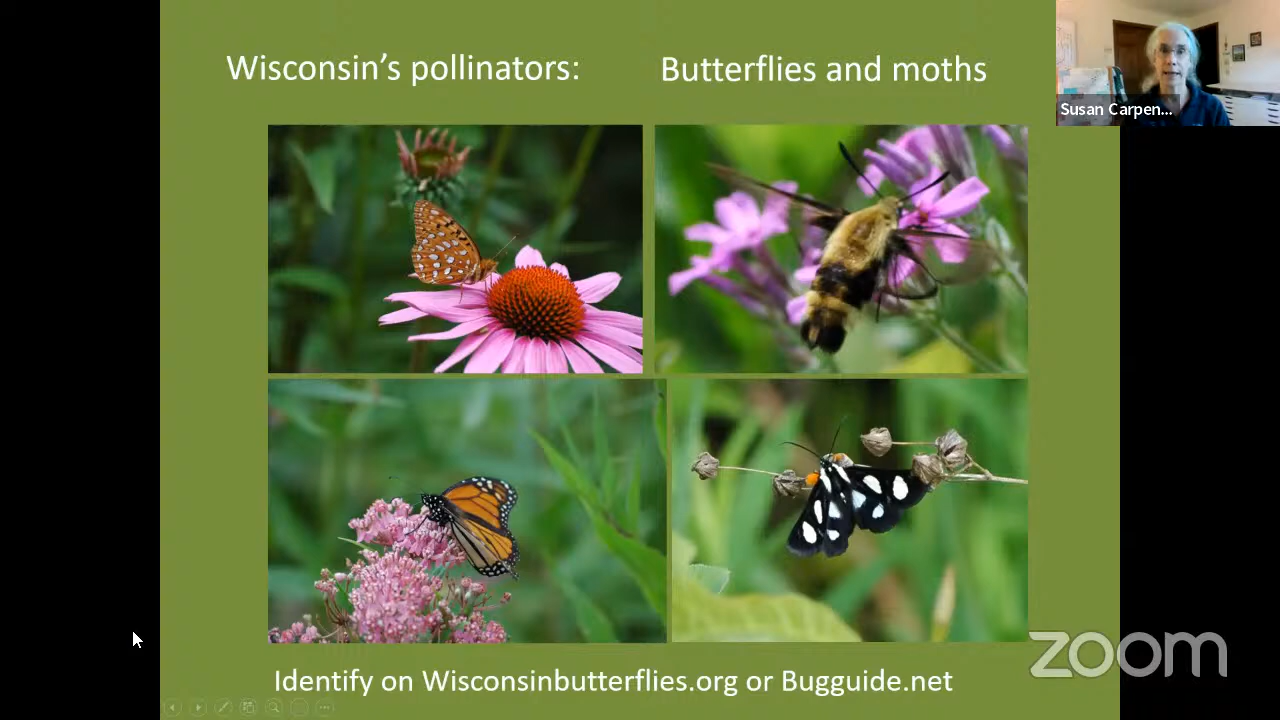 Wisconsin's pollinators: Butterflies and moths
Susan Carpen...
Identify on Wisconsinbutterflies.org or Bugguide.net
zoom